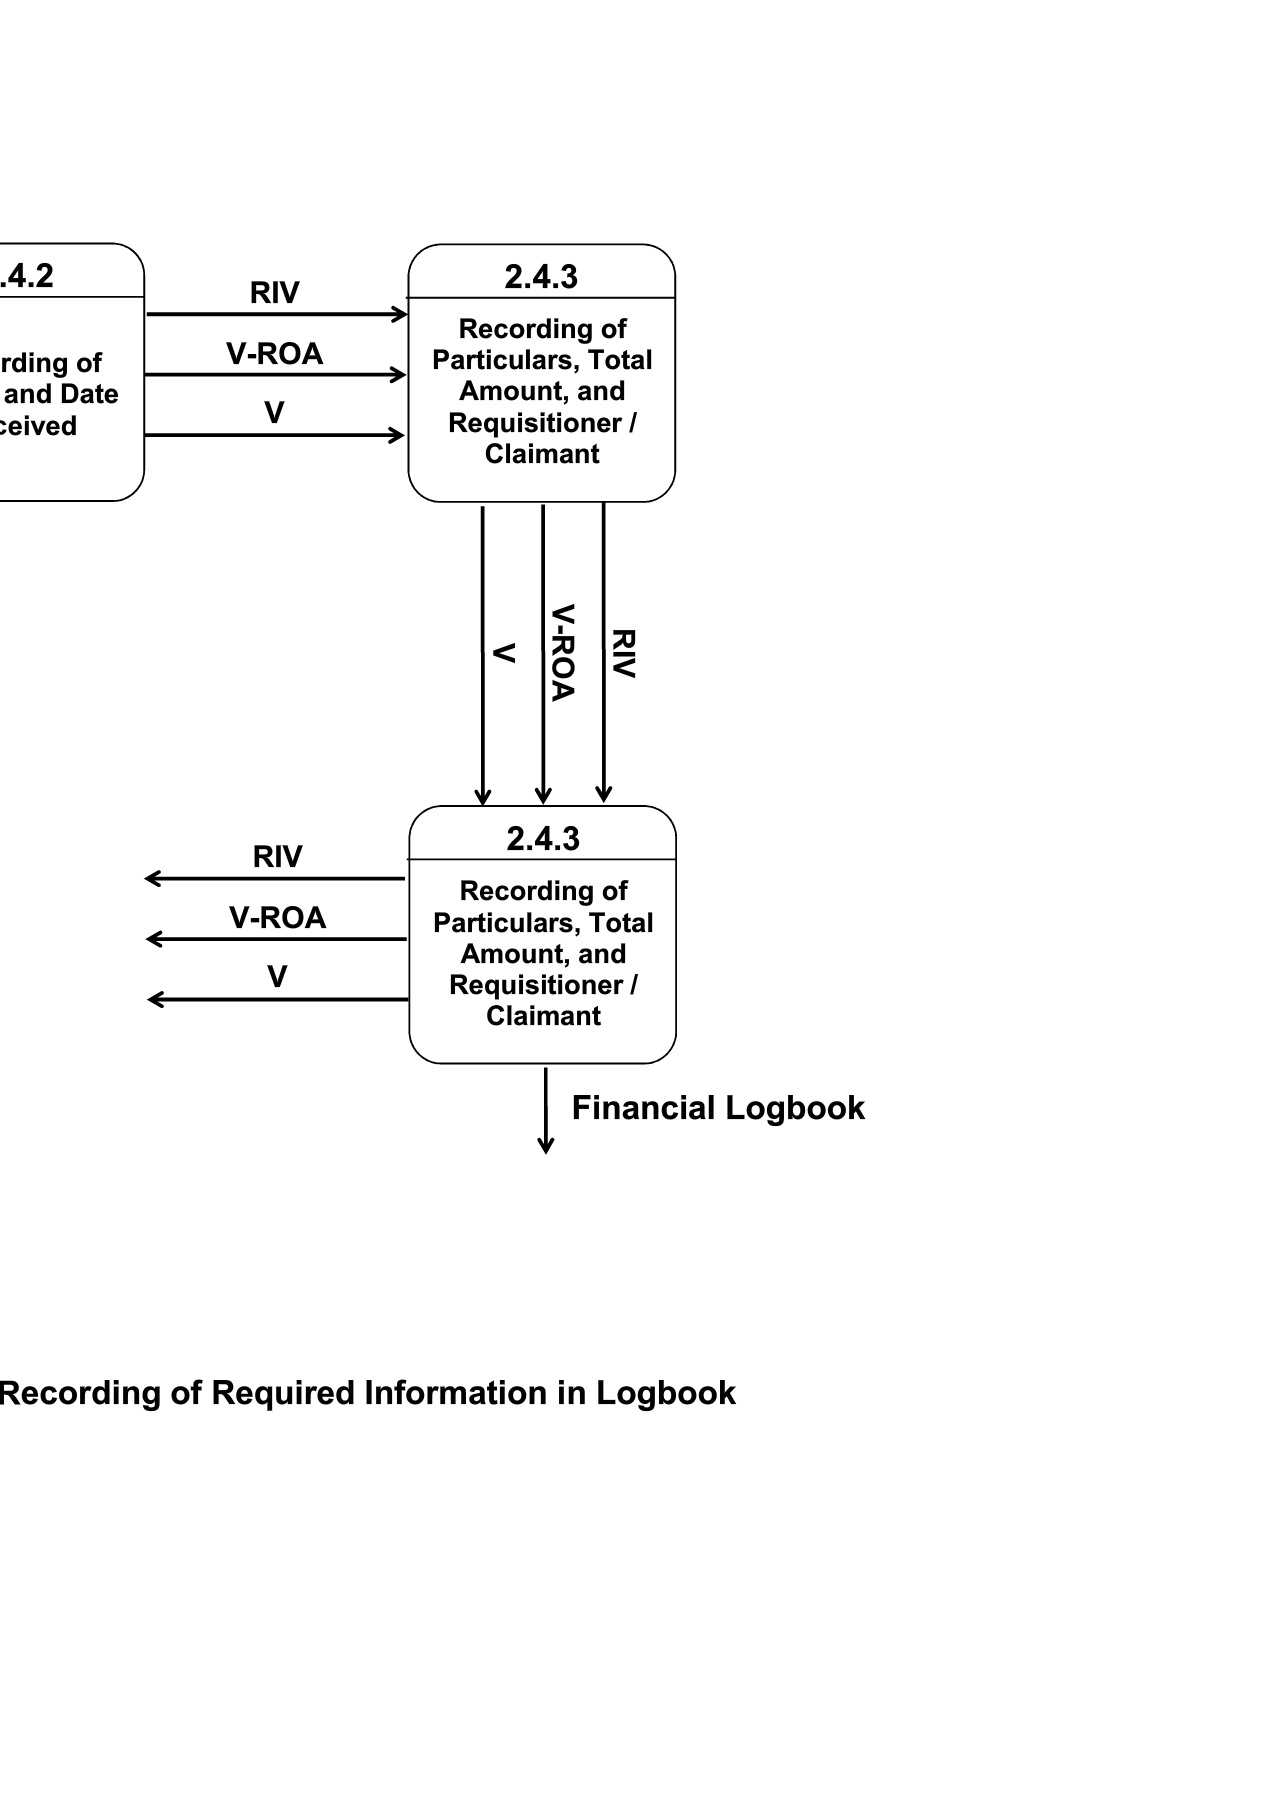 .4.2
rding of
and Date
ceived
RIV
V-ROA
V
2.4.3
Recording of
Particulars, Total
Amount, and
Requisitioner /
Claimant
V
V-ROA
RIV
2.4.3
Recording of
Particulars, Total
Amount, and
Requisitioner /
Claimant
RIV
V-ROA
V
Financial Logbook
Recording of Required Information in Logbook